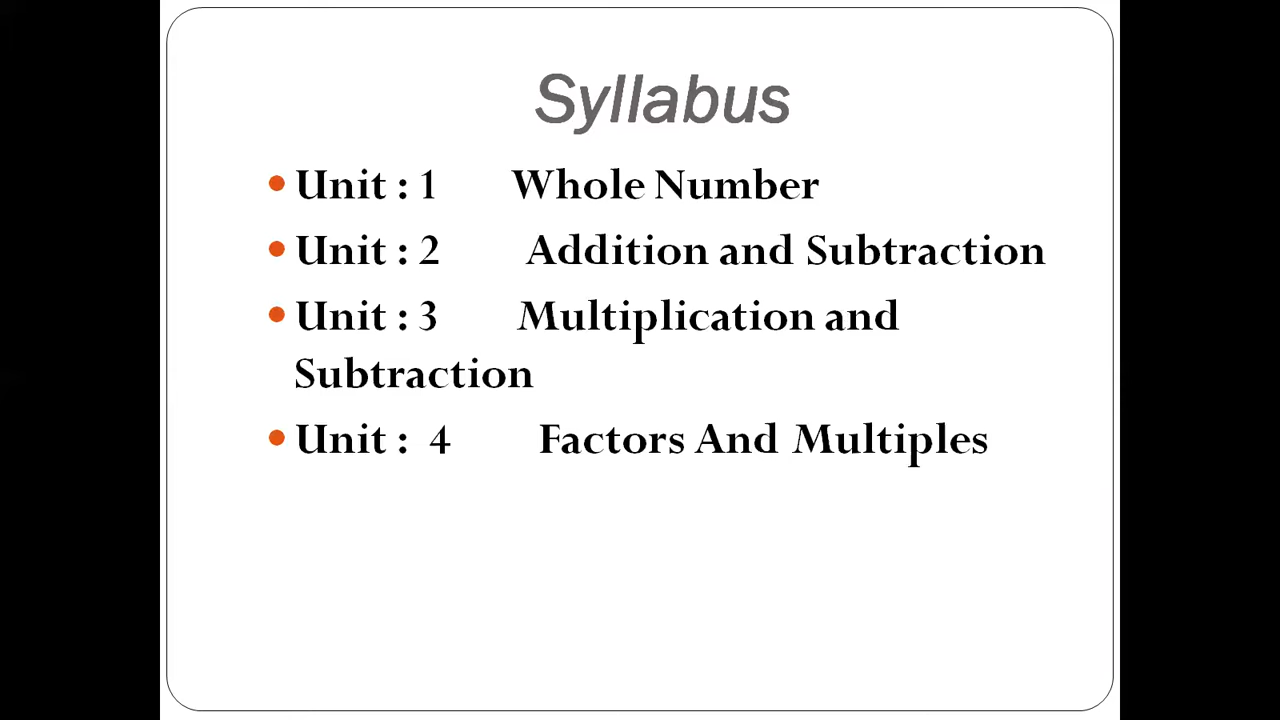 Syllabus
• Unit : 1 Whole Number
• Unit : 2 Addition and Subtraction
• Unit : 3 Multiplication and
Subtraction
• Unit : 4 Factors And Multiples